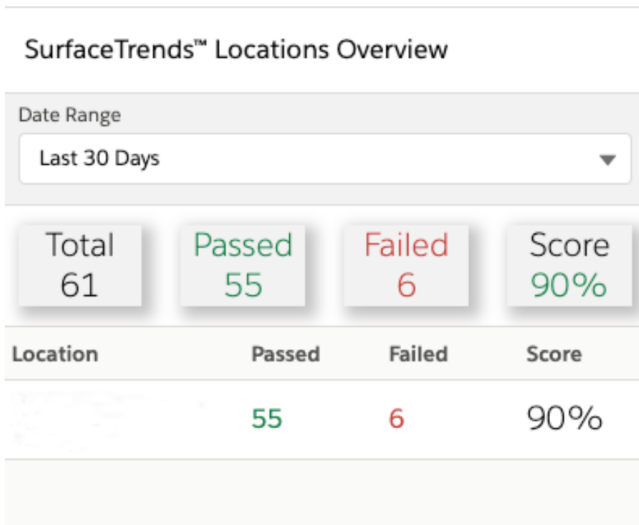 SurfaceTrends™ Locations Overview
Date Range
Last 30 Days
Total Passed Failed Score
61 55 6 90%
Location Passed Failed Score
55 6 90%